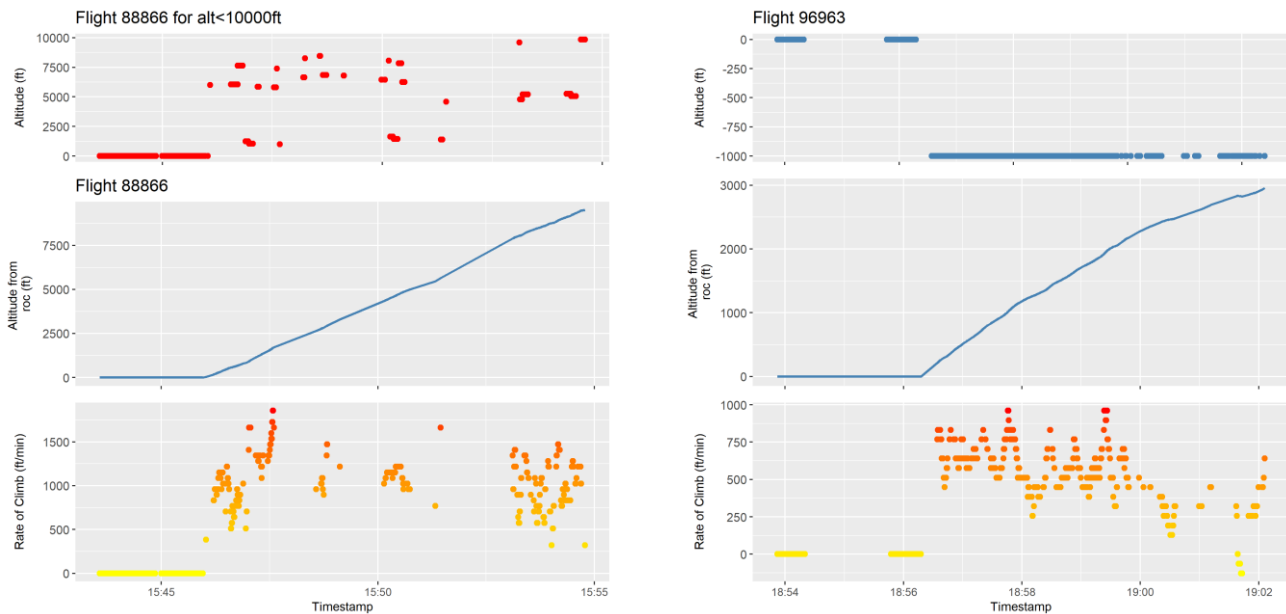 Flight 88866 for alt<10000ft
Altitude (ft)
10000
7500
5000
2500
0
Flight 88866
Altitude from
roc (ft)
7500
5000
2500
0
Rate of Climb (ft/min)
1500
1000
500
0
15:45
15:50
15:55
Timestamp
Flight 96963
Altitude (ft)
0
-250
-500
-750
-1000
Altitude from
roc (ft)
3000
2000
1000
0
Rate of Climb (ft/min)
1000
750
500
250
0
18:54
18:56
18:58
19:00
19:02
Timestamp